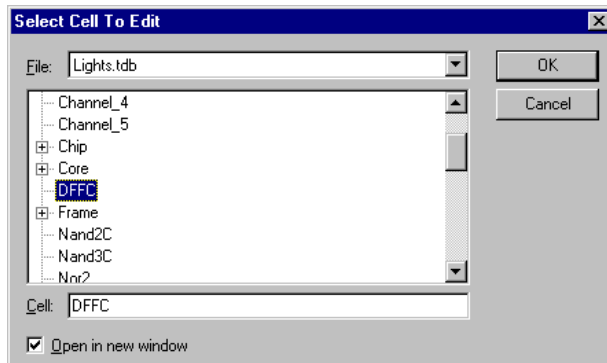 Select Cell To Edit
File: Lights.tdb
OK
Cancel
Channel_4
Channel_5
Chip
Core
DFFC
Frame
Nand2C
Nand3C
Nor2
Cell: DFFC
Open in new window